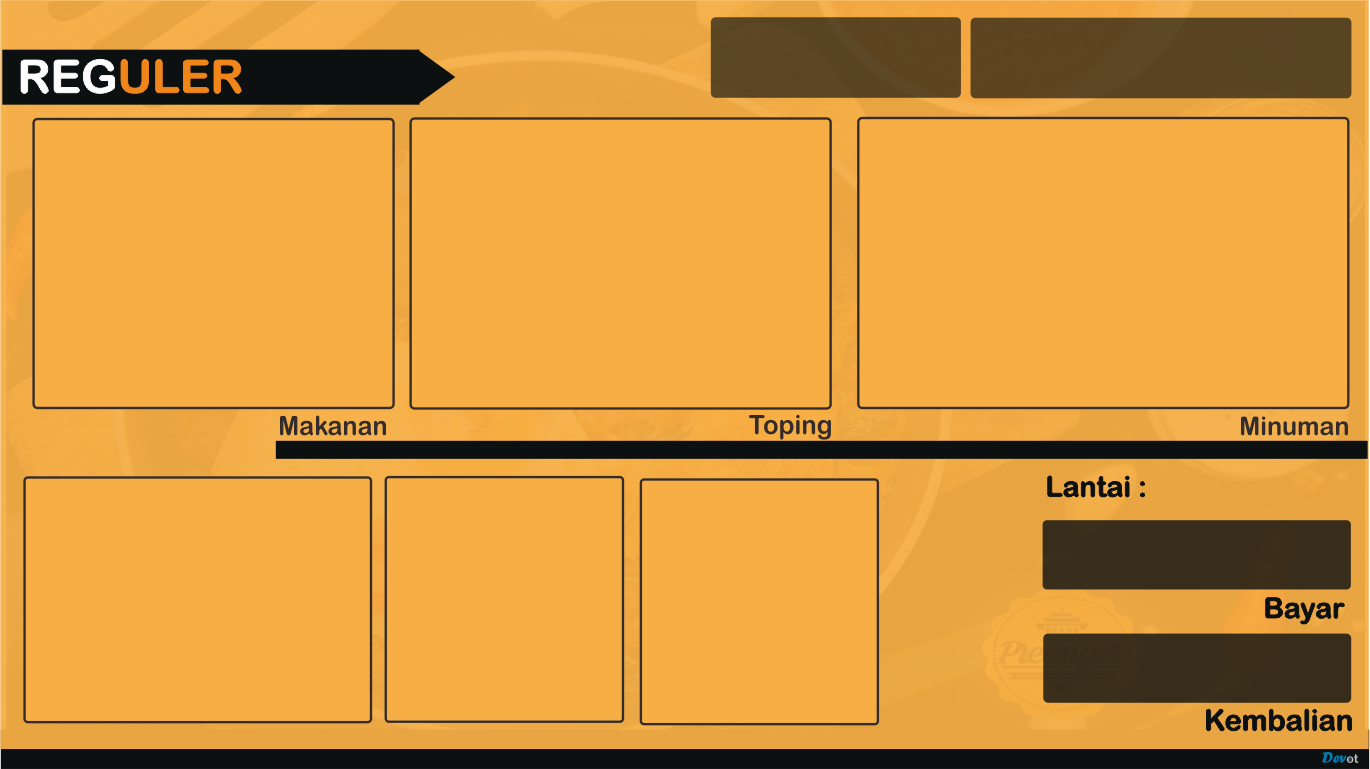 REGULER
Makanan
Toping
Minuman
Lantai :
Bayar
Kembalian
Devot